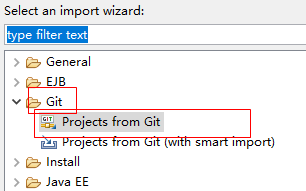 Select an import wizard:
type filter text
General
EJB
Git
GIT
Projects from Git
Projects from Git (with smart import)
Install
Java EE